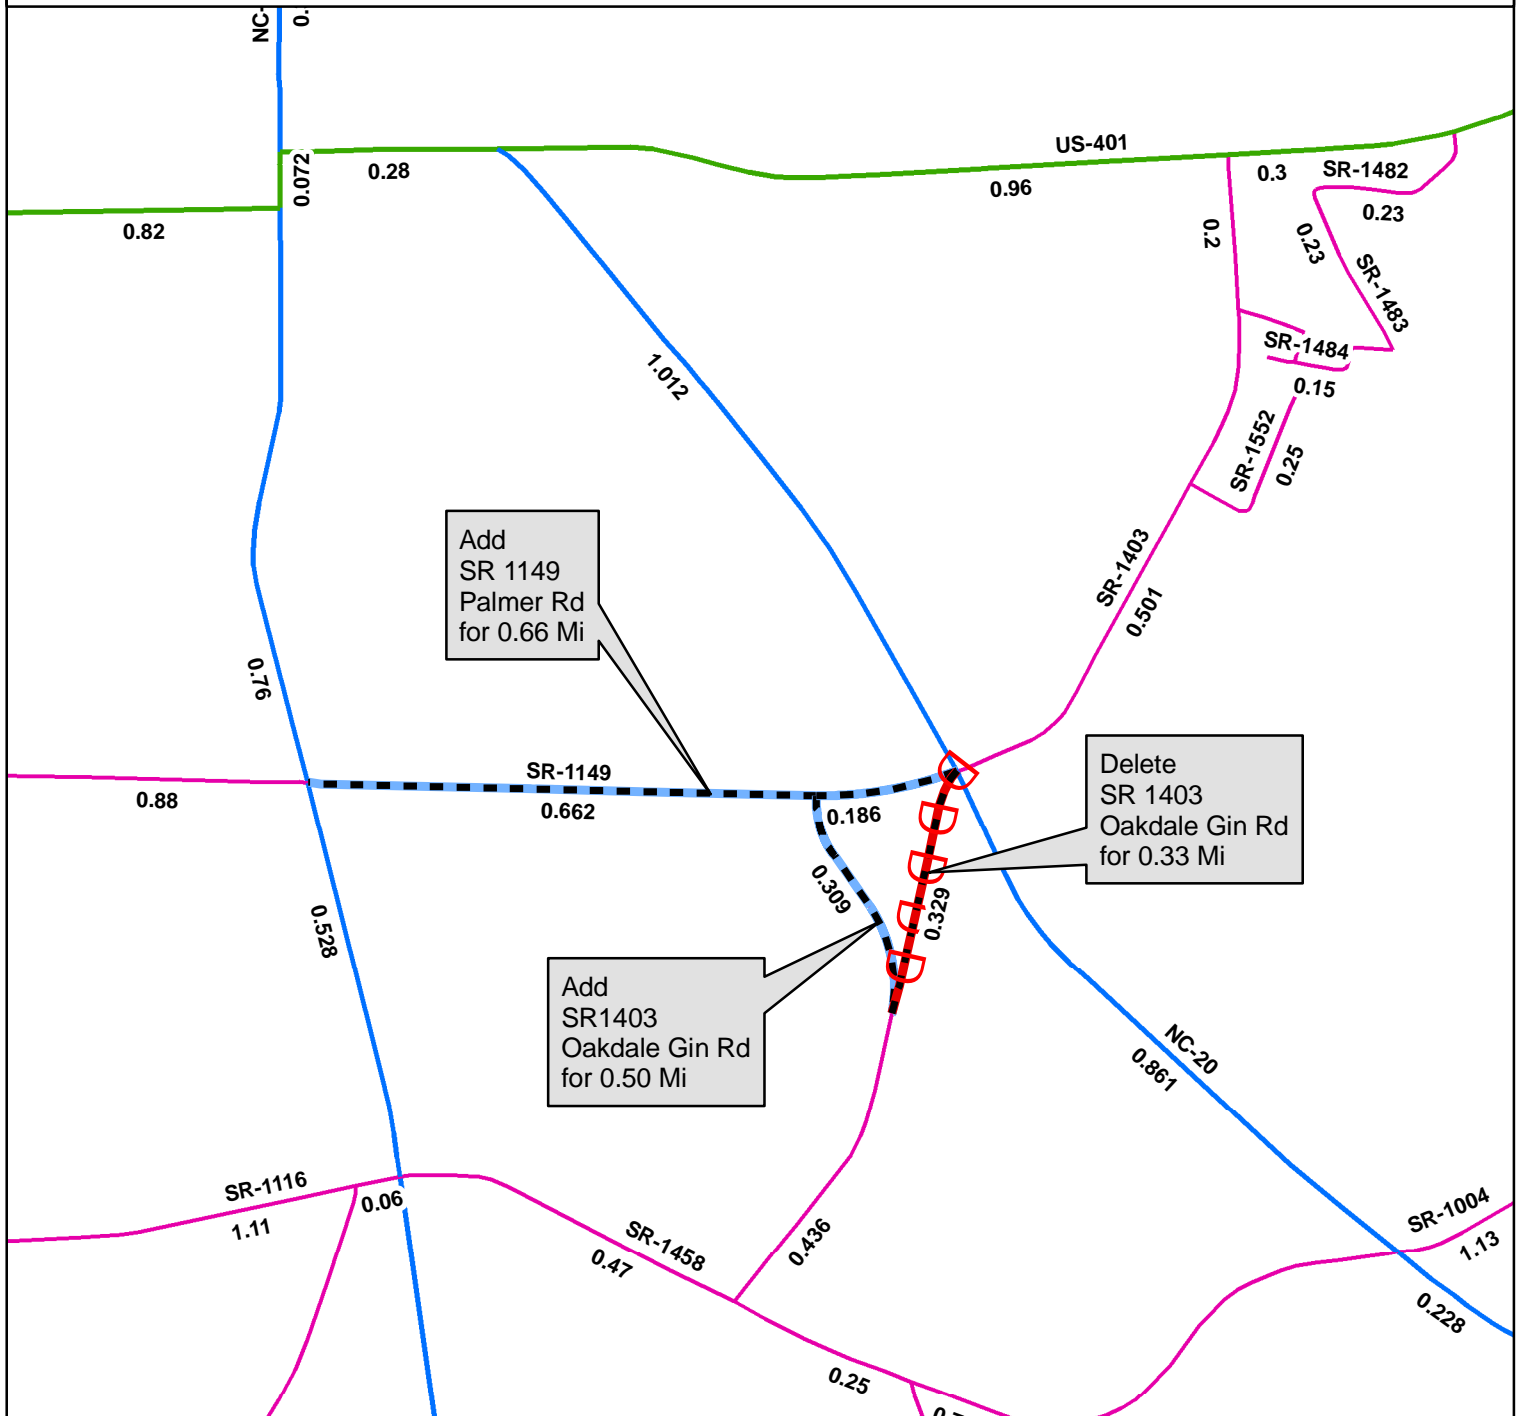 NC-
0.
US-401
0.072
0.28
0.3
SR-1482
0.96
0.23
0.82
0.2
0.23
SR-1483
SR-1484
1.012
0.15
SR-1552
0.25
Add
SR 1149
Palmer Rd
for 0.66 Mi
SR-1403
0.501
0.76
Delete
SR 1403
Oakdale Gin Rd
for 0.33 Mi
SR-1149
0.88
0.662
0.186
0.309
0.329
0.528
Add
SR1403
Oakdale Gin Rd
for 0.50 Mi
NC-20
0.861
SR-1116
0.06
1.11
SR-1458
0.47
0.436
SR-1004
1.13
0.228
0.25